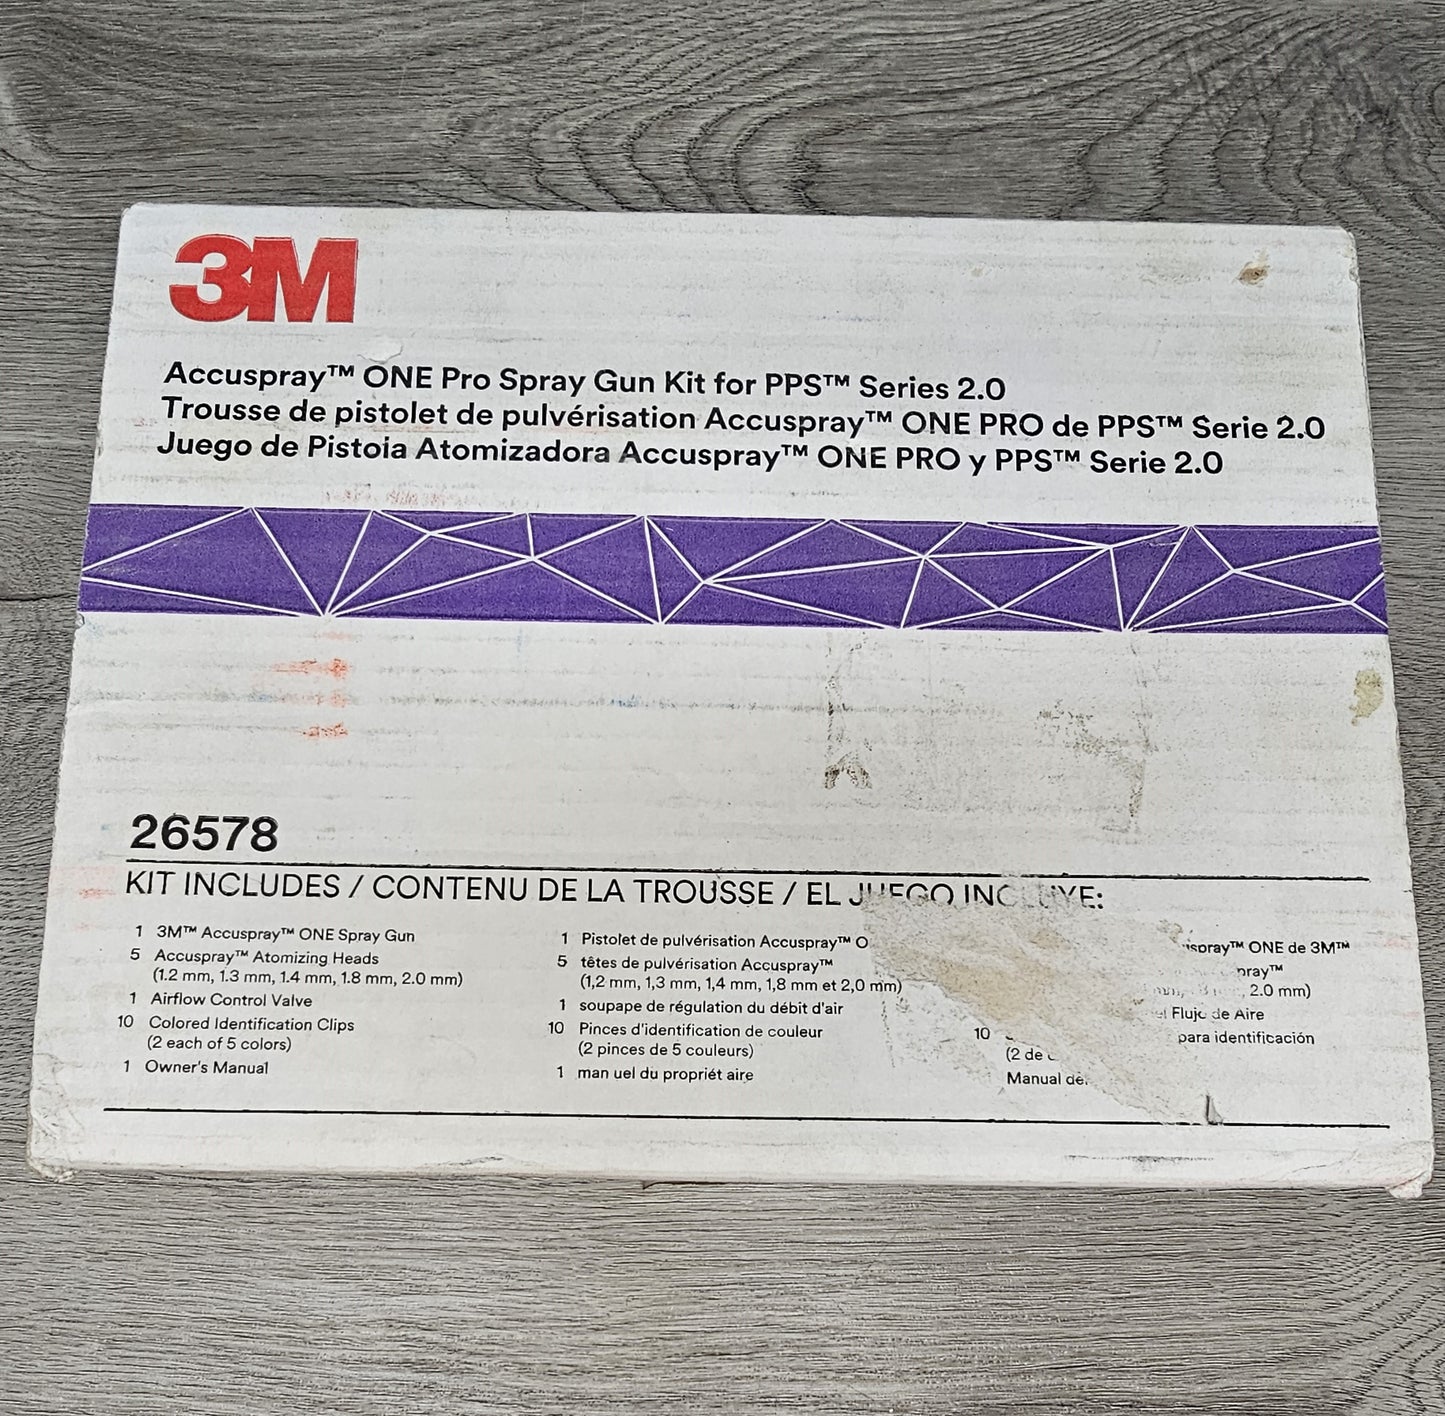 3M
Accuspray™ ONE Pro Spray Gun Kit for PPS™ Series 2.0
Trousse de pistolet de pulvérisation Accuspray™ ONE PRO de PPS™ Serie 2.0
Juego de Pistoia Atomizadora Accuspray™ ONE PRO y PPS™ Serie 2.0
26578
KIT INCLUDES / CONTENU DE LA TROUSSE / EL JUEGO INCLUYE:
1 3M™ Accuspray™ ONE Spray Gun
5 Accuspray™ Atomizing Heads
(1.2 mm, 1.3 mm, 1.4 mm, 1.8 mm, 2.0 mm)
1 Airflow Control Valve
10 Colored Identification Clips
(2 each of 5 colors)
1 Owner's Manual
1 Pistolet de pulvérisation Accuspray™ O
5 têtes de pulvérisation Accuspray™
(1,2 mm, 1,3 mm, 1,4 mm, 1,8 mm et 2,0 mm)
1 soupape de régulation du débit d'air
10 Pinces d'identification de couleur
(2 pinces de 5 couleurs)
1 man uel du propriét aire
ONE de 3M™
2.0 mm)
Flujo de Aire
10 para identificación
(2 de
Manual